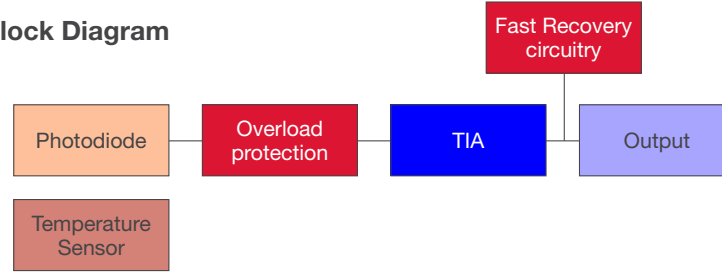 lock Diagram
Fast Recovery
circuitry
Photodiode
Overload
protection
TIA
Output
Temperature
Sensor